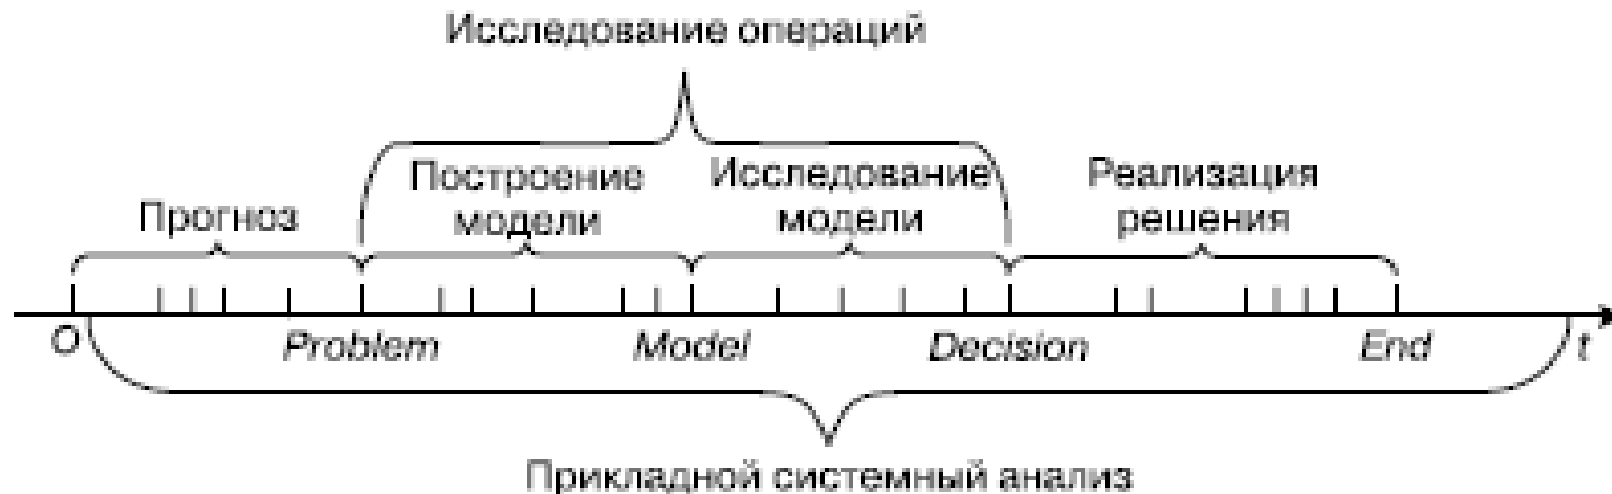 Исследование операций
Построение
модели
Исследование
модели
Реализация
решения
Прогноз
O
Problem
Model
Decision
End
t
Прикладной системный анализ